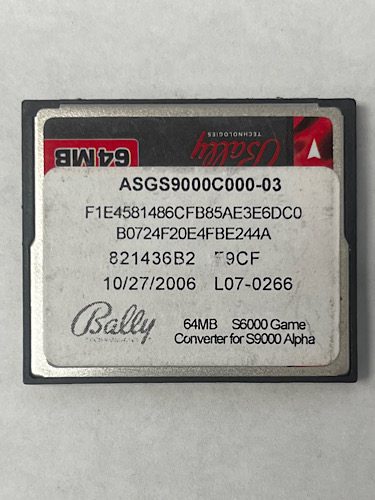 64MB
Bally
TECHNOLOGIES
ASGS9000C000-03
F1E4581486CFB85AE3E6DC0
B0724F20E4FBE244A
821436B2 F9CF
10/27/2006 L07-0266
Bally
64MB S6000 Game
Converter for S9000 Alpha